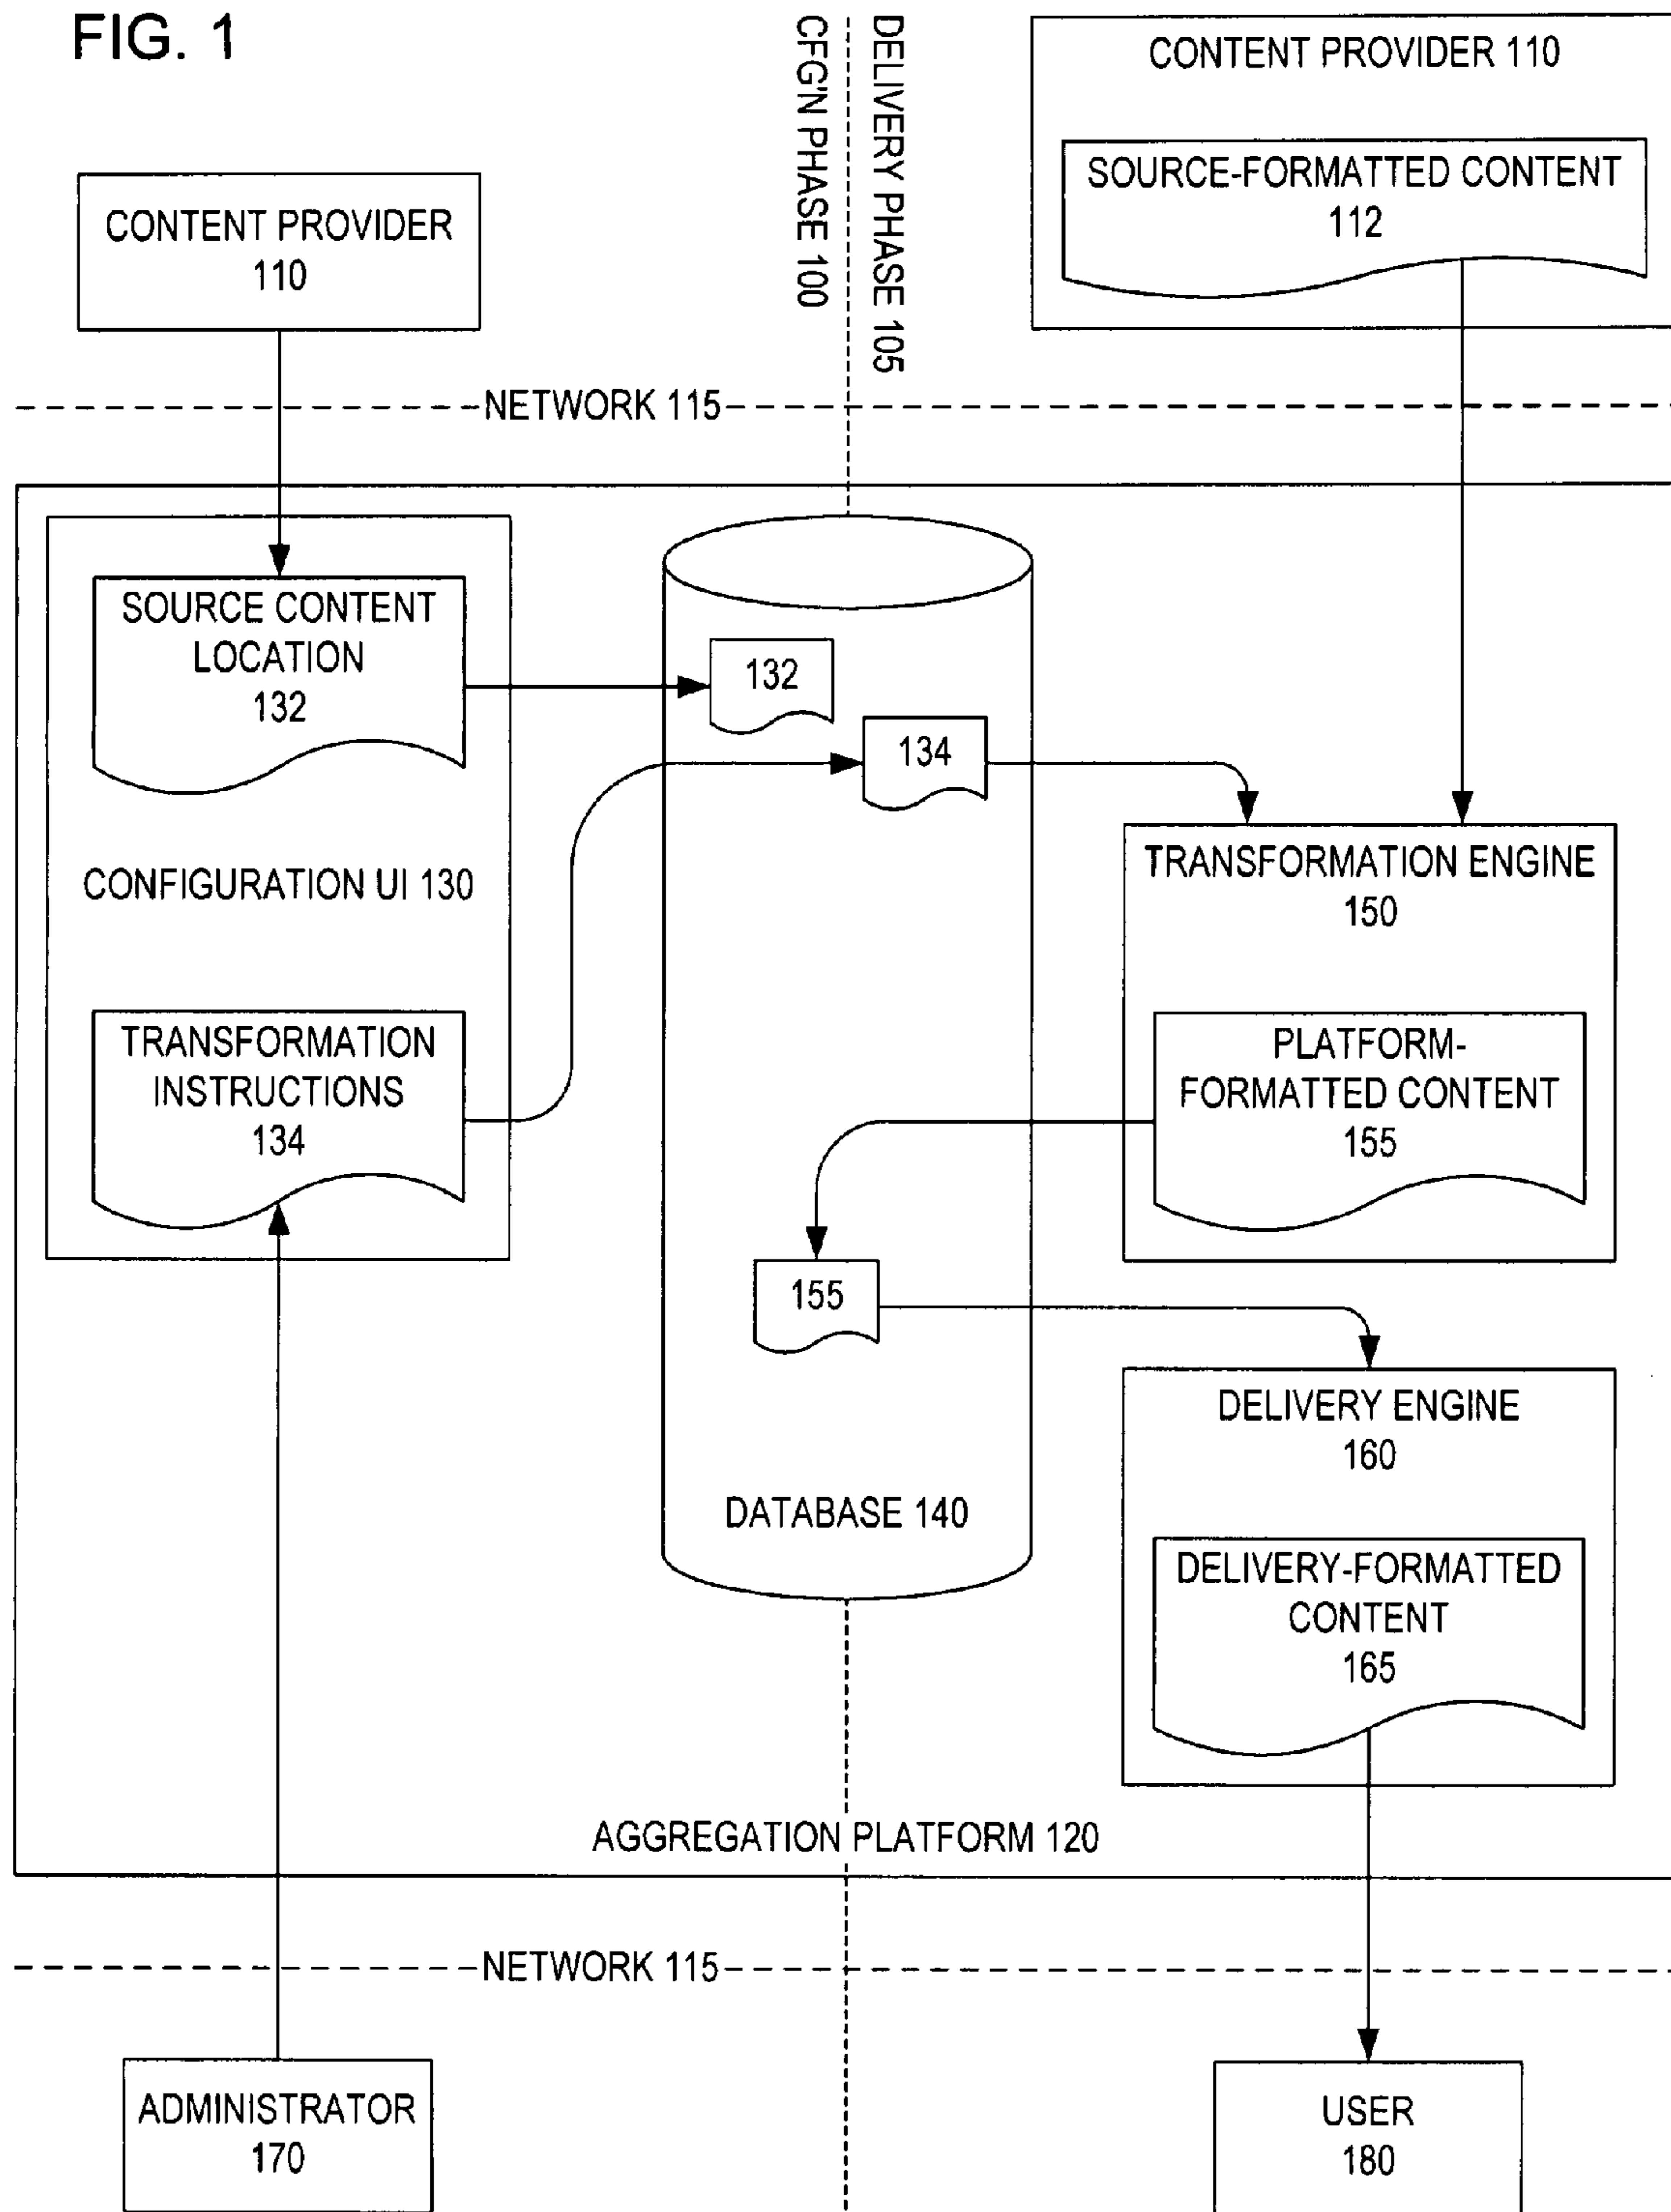 FIG. 1
CFG'N PHASE 100
DELIVERY PHASE 105
CONTENT PROVIDER 110
SOURCE-FORMATTED CONTENT
112
CONTENT PROVIDER
110
NETWORK 115
SOURCE CONTENT
LOCATION
132
132
134
CONFIGURATION UI 130
TRANSFORMATION ENGINE
150
TRANSFORMATION
INSTRUCTIONS
134
PLATFORM-
FORMATTED CONTENT
155
155
DELIVERY ENGINE
160
DATABASE 140
DELIVERY-FORMATTED
CONTENT
165
AGGREGATION PLATFORM 120
NETWORK 115
ADMINISTRATOR
170
USER
180